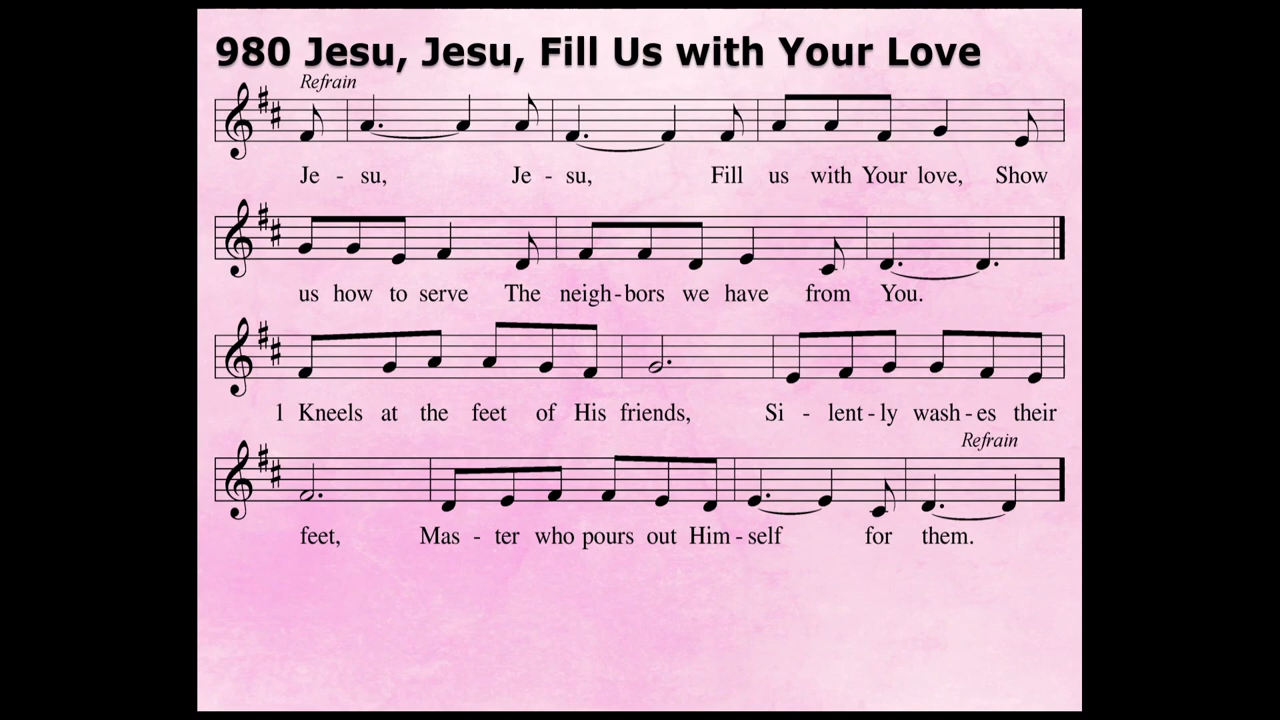 980 Jesu, Jesu, Fill Us with Your Love
Refrain
Je - su, Je - su, Fill us with Your love, Show
us how to serve The neigh - bors we have from You.
1 Kneels at the feet of His friends, Si - lent - ly wash - es their
Refrain
feet, Mas - ter who pours out Him - self for them.